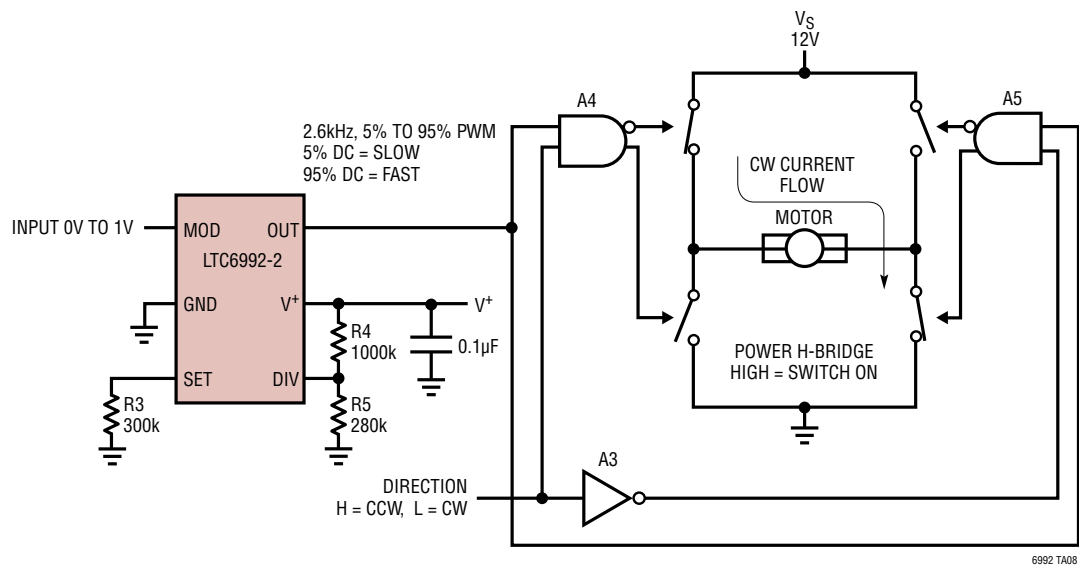 V_S
12V
A4
A5
2.6kHz, 5% TO 95% PWM
5% DC = SLOW
95% DC = FAST
CW CURRENT
FLOW
MOTOR
INPUT 0V TO 1V
MOD
OUT
LTC6992-2
GND
V⁺
V⁺
R4
1000k
0.1µF
SET
DIV
R3
300k
R5
280k
POWER H-BRIDGE
HIGH = SWITCH ON
A3
DIRECTION
H = CCW, L = CW
6992 TA08